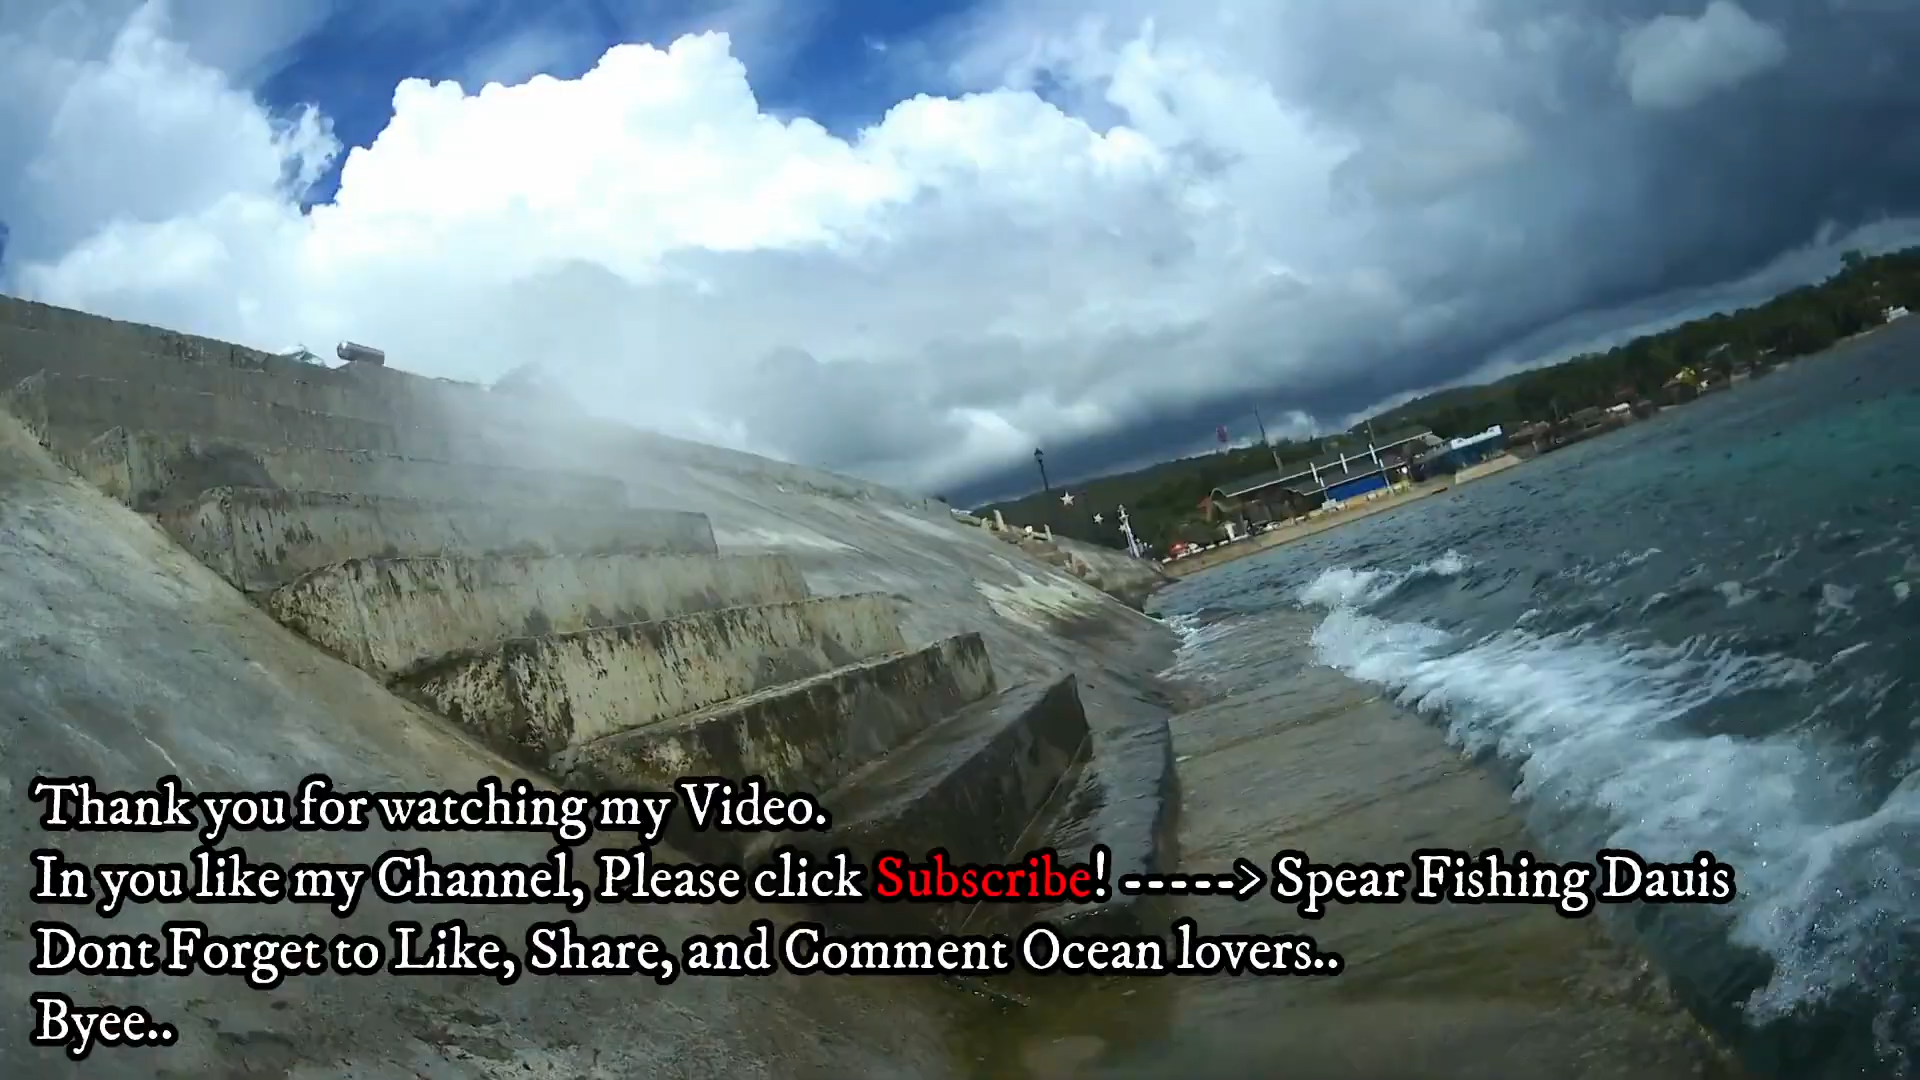 Thank you for watching my Video.
In you like my Channel, Please click Subscribe! -----> Spear Fishing Dauis
Dont Forget to Like, Share, and Comment Ocean lovers..
Byee..